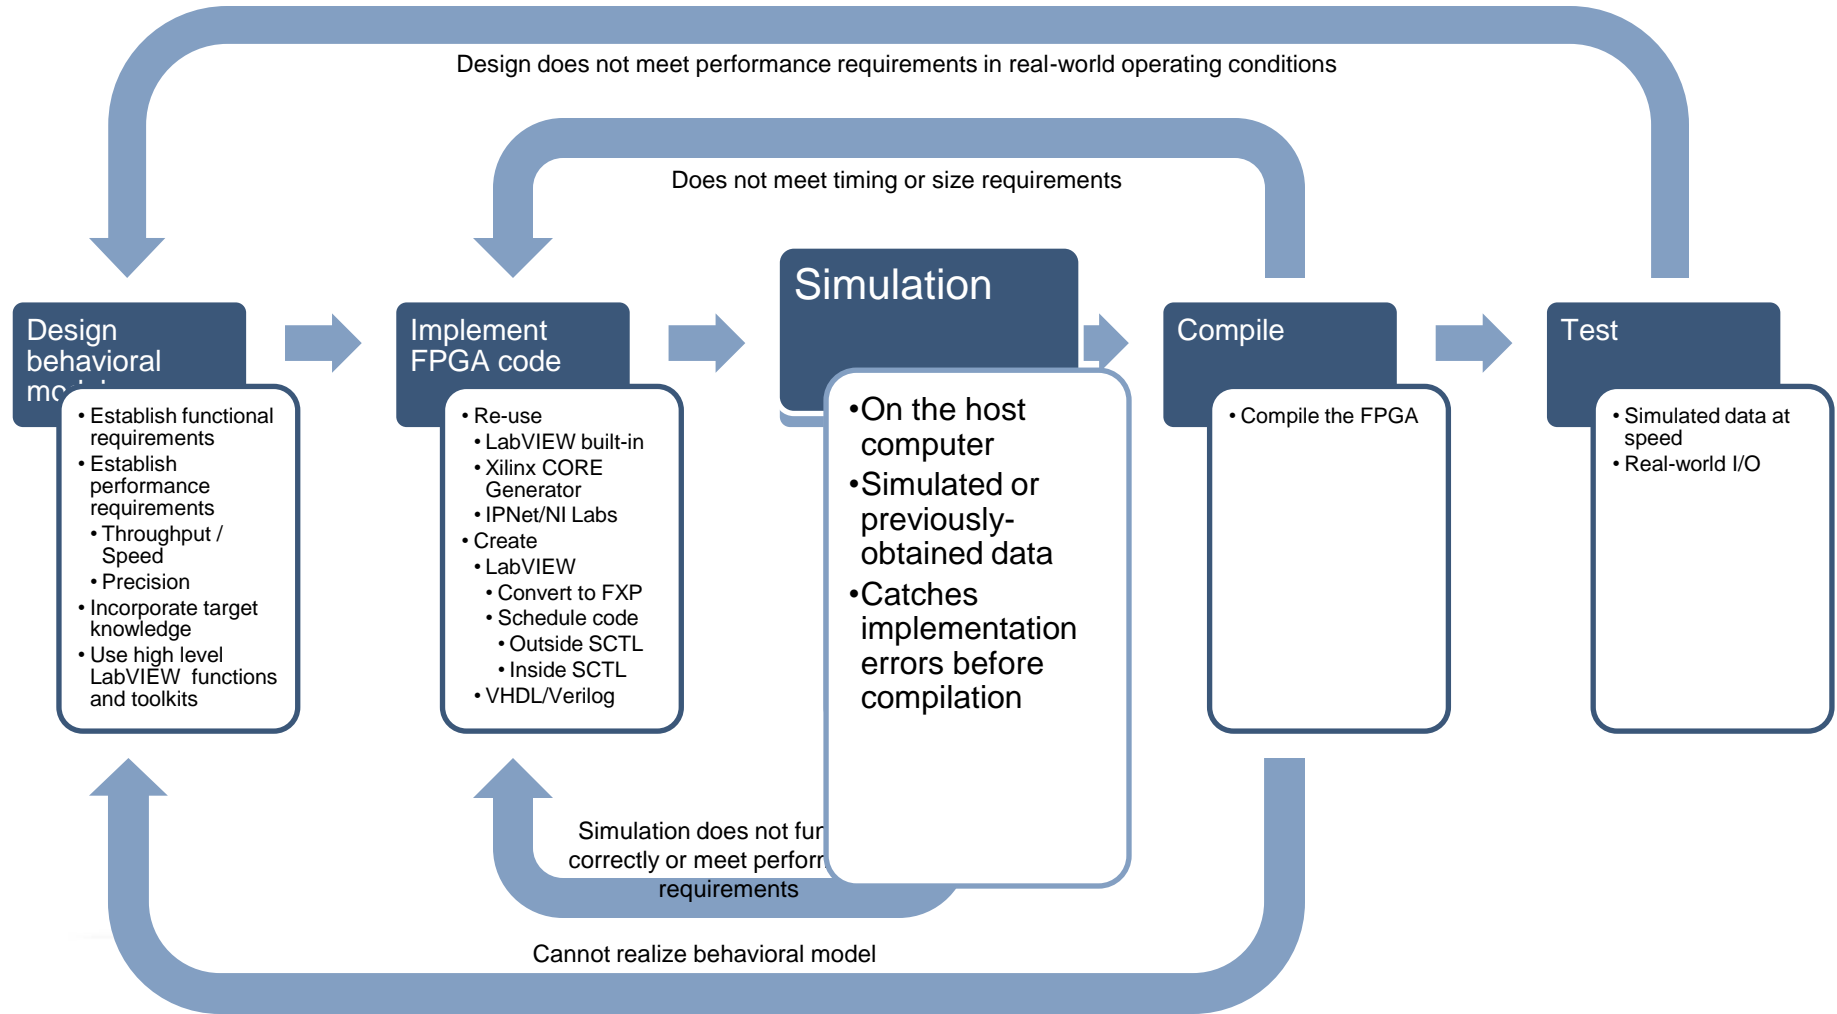 Design does not meet performance requirements in real-world operating conditions
Does not meet timing or size requirements
Design
behavioral
• Establish functional
requirements
• Establish
performance
requirements
• Throughput /
Speed
• Precision
• Incorporate target
knowledge
• Use high level
LabVIEW functions
and toolkits
Implement
FPGA code
• Re-use
• LabVIEW built-in
• Xilinx CORE
Generator
• IPNet/NI Labs
• Create
• LabVIEW
• Convert to FXP
• Schedule code
• Outside SCTL
• Inside SCTL
• VHDL/Verilog
Simulation
•On the host
computer
•Simulated or
previously-
obtained data
•Catches
implementation
errors before
compilation
Compile
• Compile the FPGA
Test
• Simulated data at
speed
• Real-world I/O
Simulation does not
correctly or meet
requirements
Cannot realize behavioral model